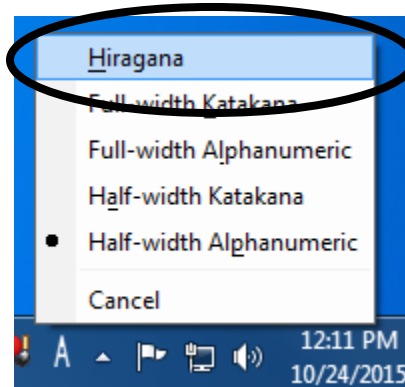 Hiragana
Full-width Katakana
Full-width Alphanumeric
Half-width Katakana
Half-width Alphanumeric
Cancel
A
12:11 PM
10/24/2015